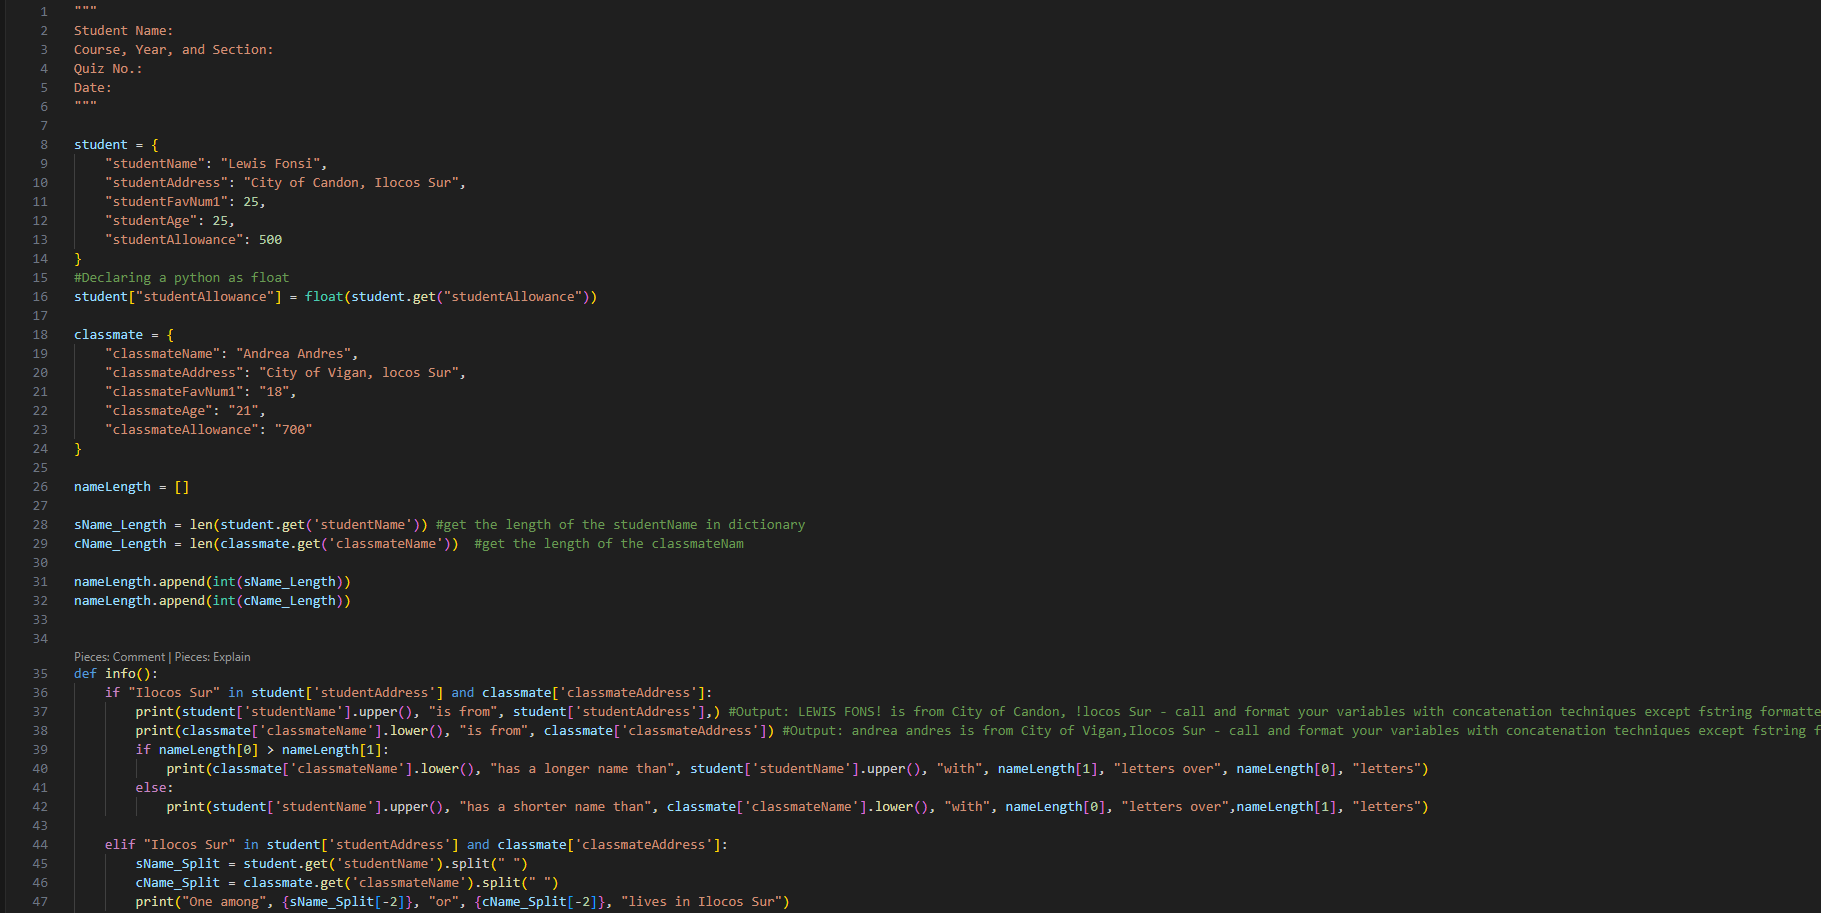 1 """
2 Student Name:
3 Course, Year, and Section:
4 Quiz No.:
5 Date:
6 """
7
8 student = {
9 "studentName": "Lewis Fonsi",
10 "studentAddress": "City of Candon, Ilocos Sur",
11 "studentFavNum1": 25,
12 "studentAge": 25,
13 "studentAllowance": 500
14 }
15 #Declaring a python as float
16 student["studentAllowance"] = float(student.get("studentAllowance"))
17
18 classmate = {
19 "classmateName": "Andrea Andres",
20 "classmateAddress": "City of Vigan, locos Sur",
21 "classmateFavNum1": "18",
22 "classmateAge": "21",
23 "classmateAllowance": "700"
24 }
25
26 nameLength = []
27
28 sName_Length = len(student.get('studentName')) #get the length of the studentName in dictionary
29 cName_Length = len(classmate.get('classmateName')) #get the length of the classmateNam
30
31 nameLength.append(int(sName_Length))
32 nameLength.append(int(cName_Length))
33
34
Pieces: Comment | Pieces: Explain
35 def info():
36 if "Ilocos Sur" in student['studentAddress'] and classmate['classmateAddress']:
37 print(student['studentName'].upper(), "is from", student['studentAddress'],) #Output: LEWIS FONS! is from City of Candon, !locos Sur - call and format your variables with concatenation techniques except fstring formatte
38 print(classmate['classmateName'].lower(), "is from", classmate['classmateAddress']) #Output: andrea andres is from City of Vigan,Ilocos Sur - call and format your variables with concatenation techniques except fstring f
39 if nameLength[0] > nameLength[1]:
40 print(classmate['classmateName'].lower(), "has a longer name than", student['studentName'].upper(), "with", nameLength[1], "letters over", nameLength[0], "letters")
41 else:
42 print(student['studentName'].upper(), "has a shorter name than", classmate['classmateName'].lower(), "with", nameLength[0], "letters over",nameLength[1], "letters")
43
44 elif "Ilocos Sur" in student['studentAddress'] and classmate['classmateAddress']:
45 sName_Split = student.get('studentName').split(" ")
46 cName_Split = classmate.get('classmateName').split(" ")
47 print("One among", {sName_Split[-2]}, "or", {cName_Split[-2]}, "lives in Ilocos Sur")